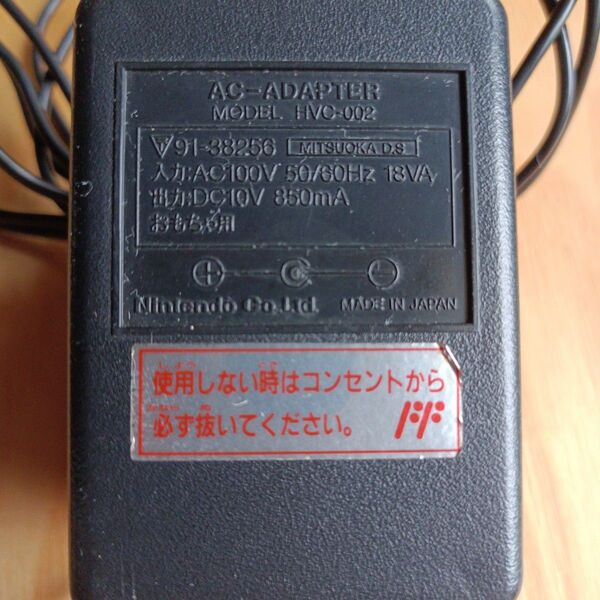 AC-ADAPTER
MODEL HVC-002
91-38256 MITSUOKA D.S
入力:AC100V 50/60Hz 18VA
出力:DC10V 850mA
おもちゃ用
Nintendo Co.,Ltd. MADE IN JAPAN
使用しない時はコンセントから
必ず抜いてください。